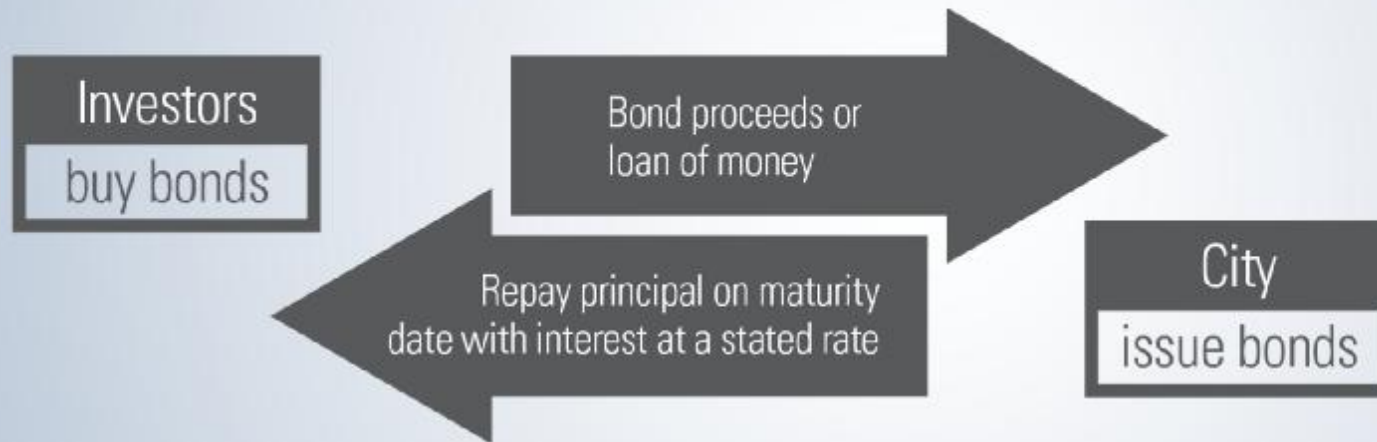 Investors
buy bonds
Bond proceeds or
loan of money
Repay principal on maturity
date with interest at a stated rate
City
issue bonds